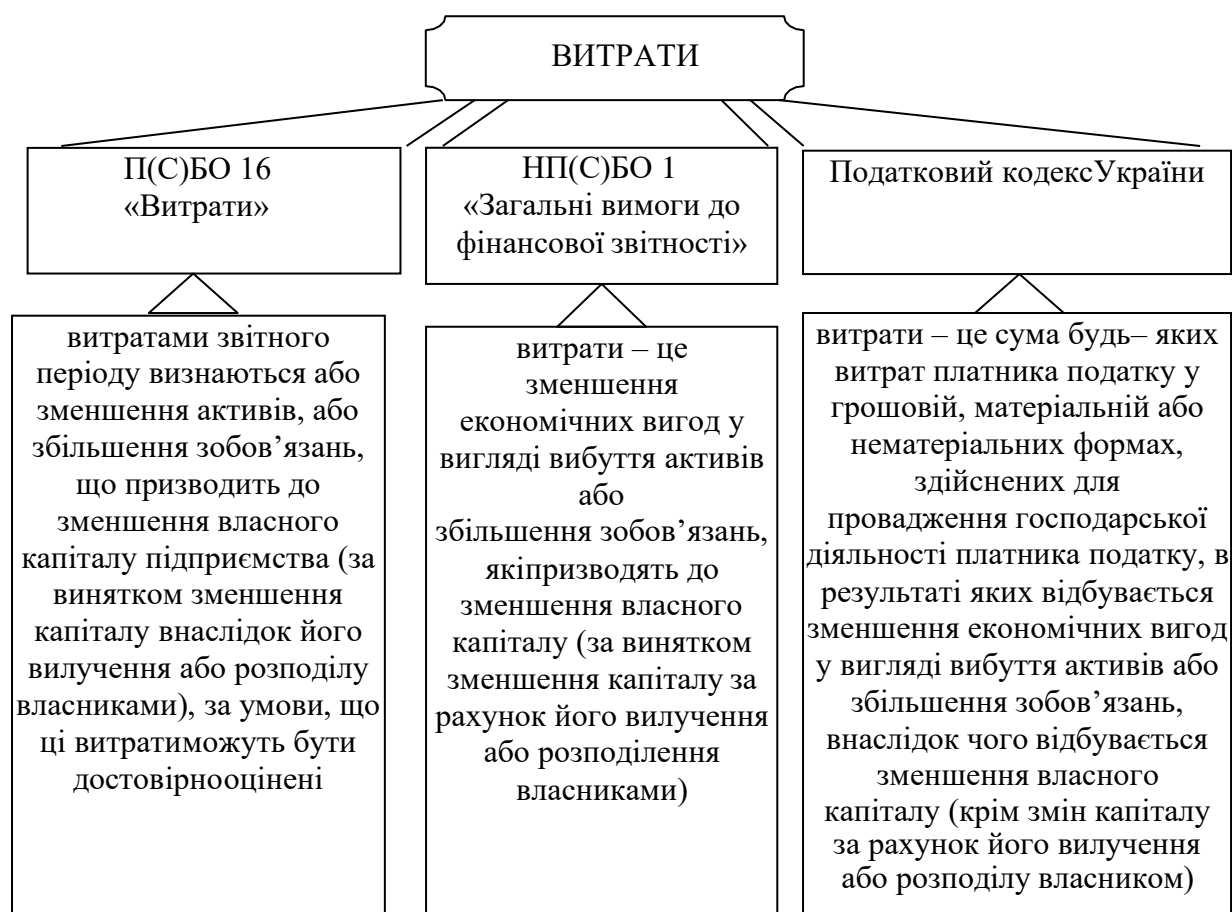 ВИТРАТИ
П(С)БО 16
«Витрати»
НП(С)БО 1
«Загальні вимоги до
фінансової звітності»
Податковий кодексУкраїни
витратами звітного
періоду визнаються або
зменшення активів, або
збільшення зобов’язань,
що призводить до
зменшення власного
капіталу підприємства (за
винятком зменшення
капіталу внаслідок його
вилучення або розподілу
власниками), за умови, що
ці витратиможуть бути
достовірнооцінені
витрати – це
зменшення
економічних вигод у
вигляді вибуття активів
або
збільшення зобов’язань,
якіпризводять до
зменшення власного
капіталу (за винятком
зменшення капіталу за
рахунок його вилучення
або розподілення
власниками)
витрати – це сума будь– яких
витрат платника податку у
грошовій, матеріальній або
нематеріальних формах,
здійснених для
провадження господарської
діяльності платника податку, в
результаті яких відбувається
зменшення економічних вигод
у вигляді вибуття активів або
збільшення зобов’язань,
внаслідок чого відбувається
зменшення власного
капіталу (крім змін капіталу
за рахунок його вилучення
або розподілу власником)